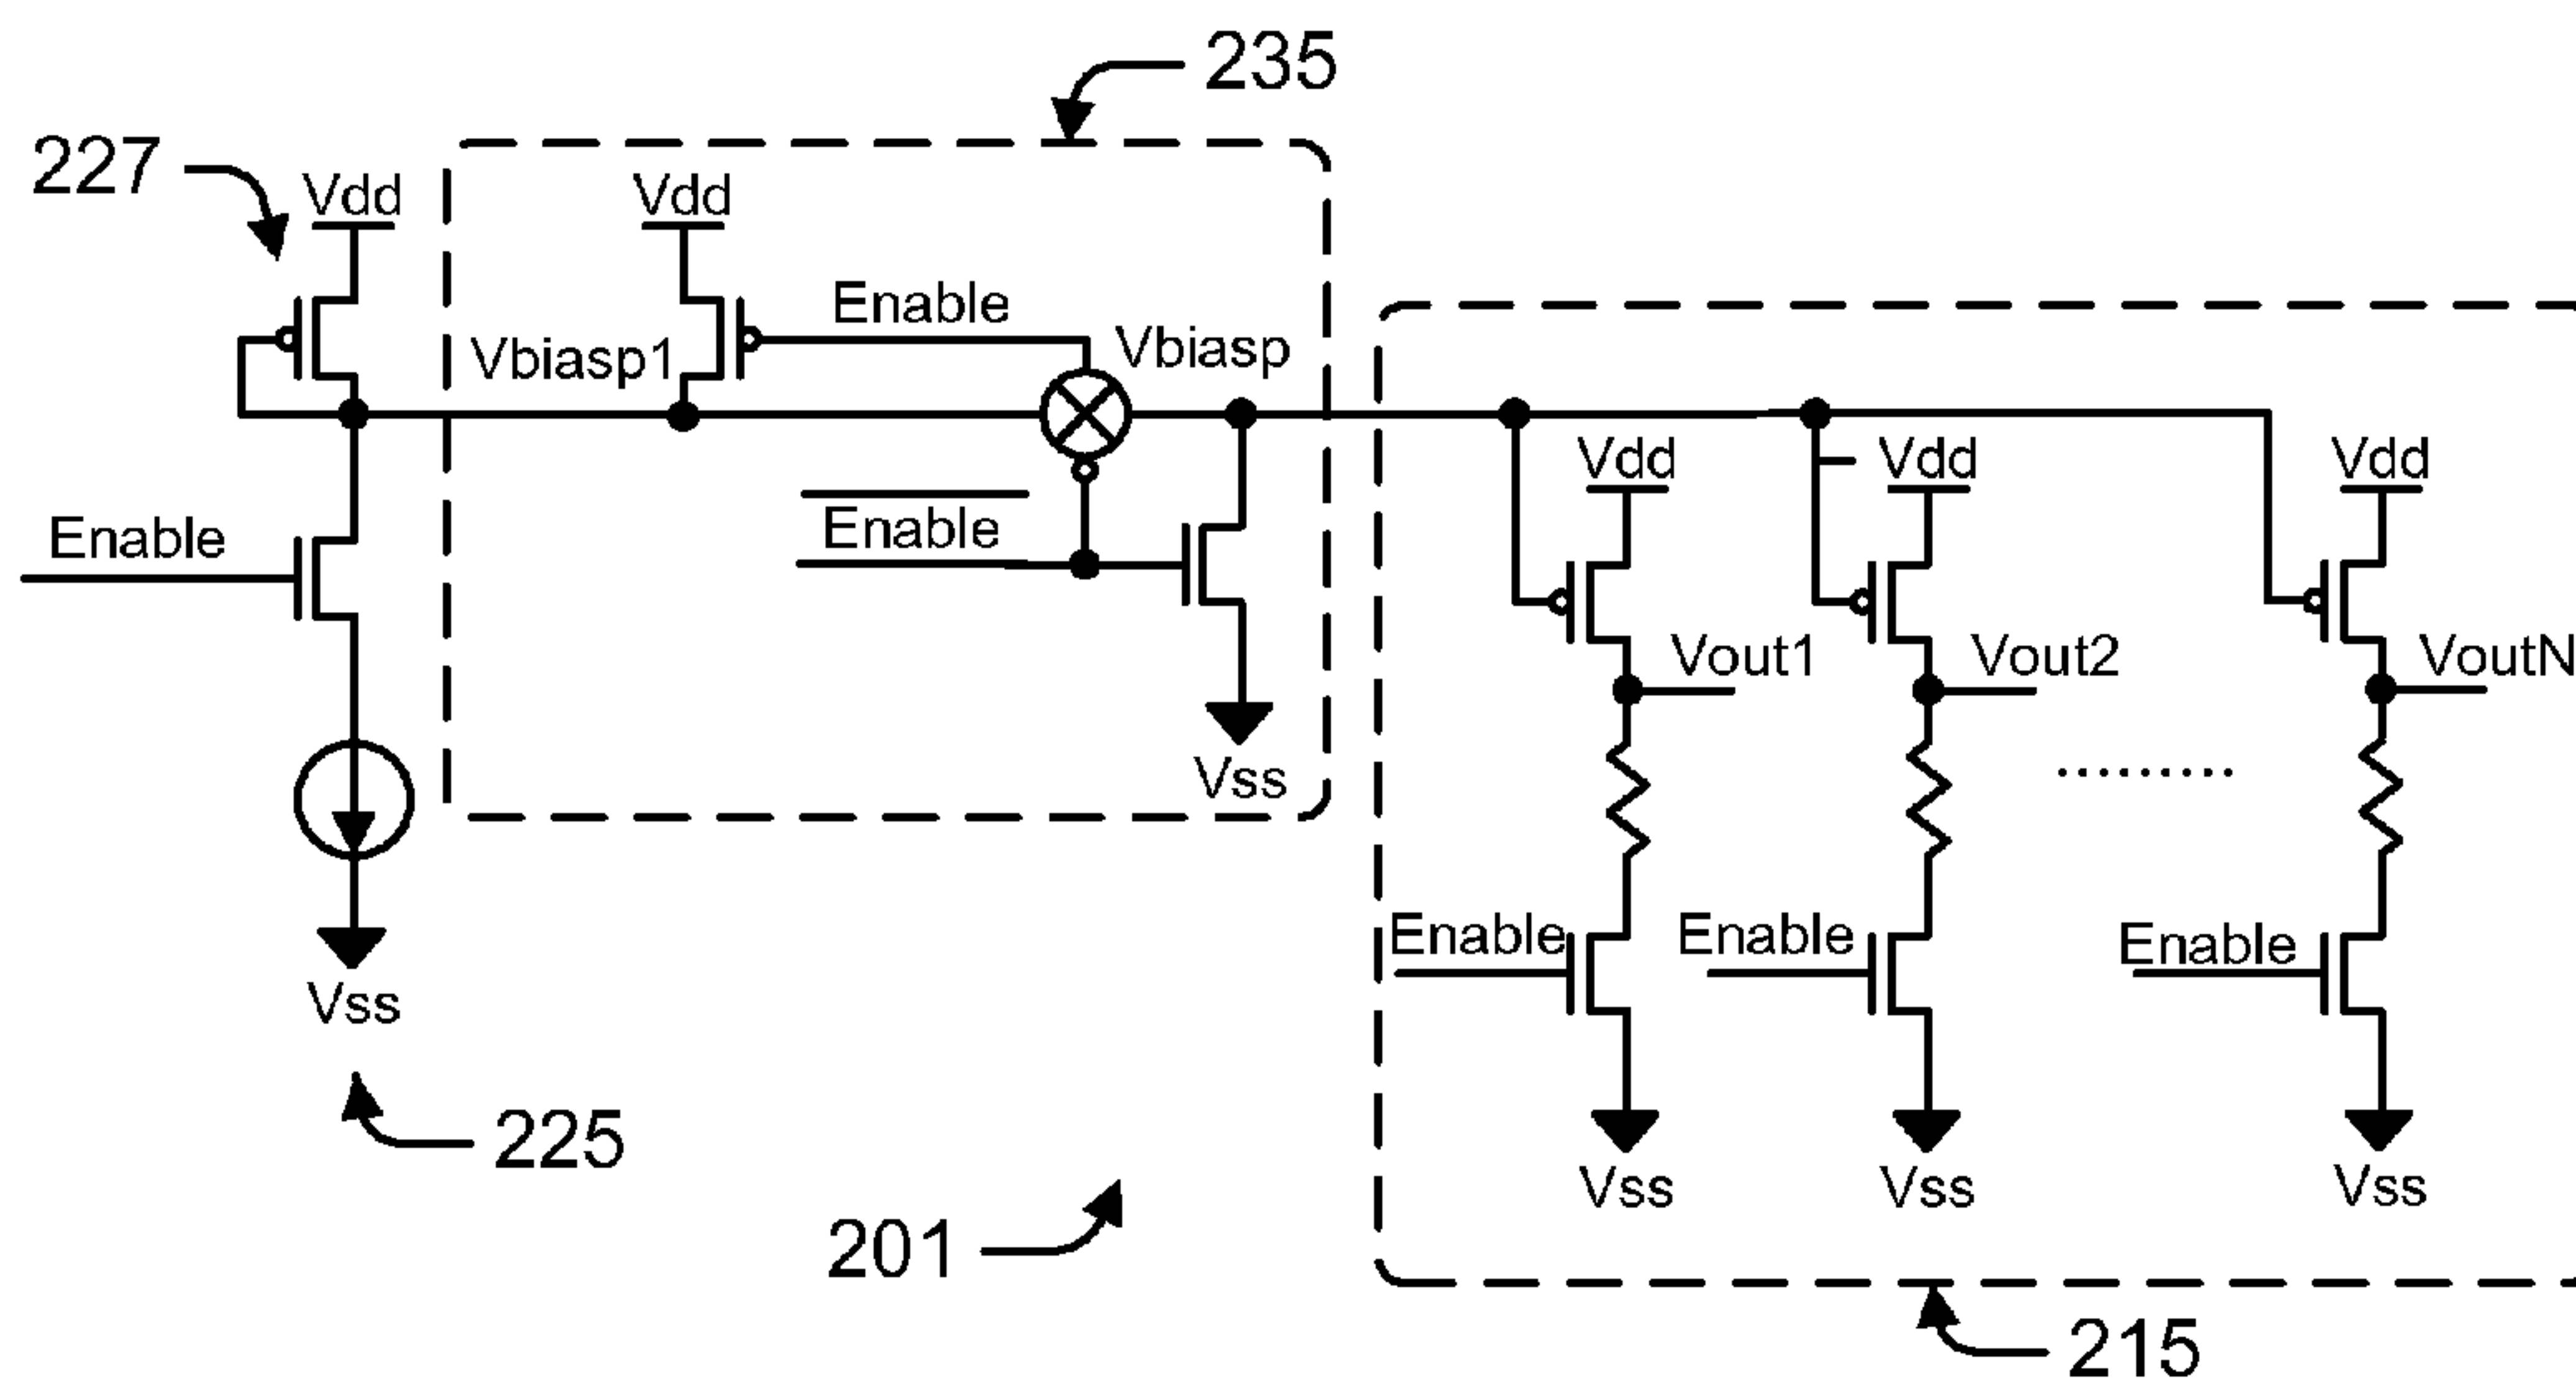 235
227
Vdd
Vdd
Enable
Vbiasp1
Vbiasp
Vdd
Vdd
Vdd
Enable
Enable
Vout1
Vout2
VoutN
Vss
.........
Enable
Enable
Enable
Vss
225
Vss
Vss
Vss
201
215